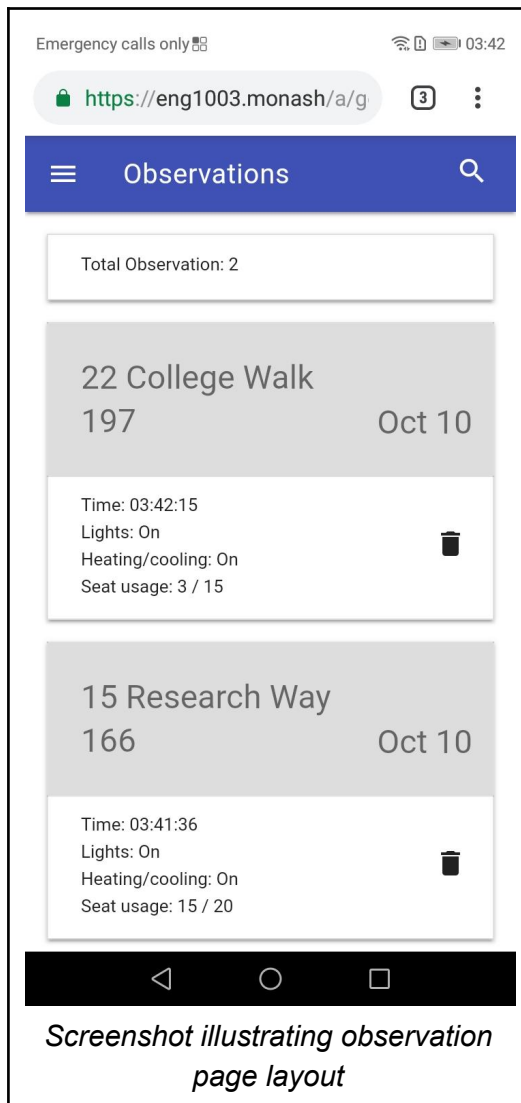 Emergency calls only
03:42
https://eng1003.monash/a/g
3
Observations
Total Observation: 2
22 College Walk
197
Oct 10
Time: 03:42:15
Lights: On
Heating/cooling: On
Seat usage: 3 / 15
15 Research Way
166
Oct 10
Time: 03:41:36
Lights: On
Heating/cooling: On
Seat usage: 15 / 20
Screenshot illustrating observation
page layout